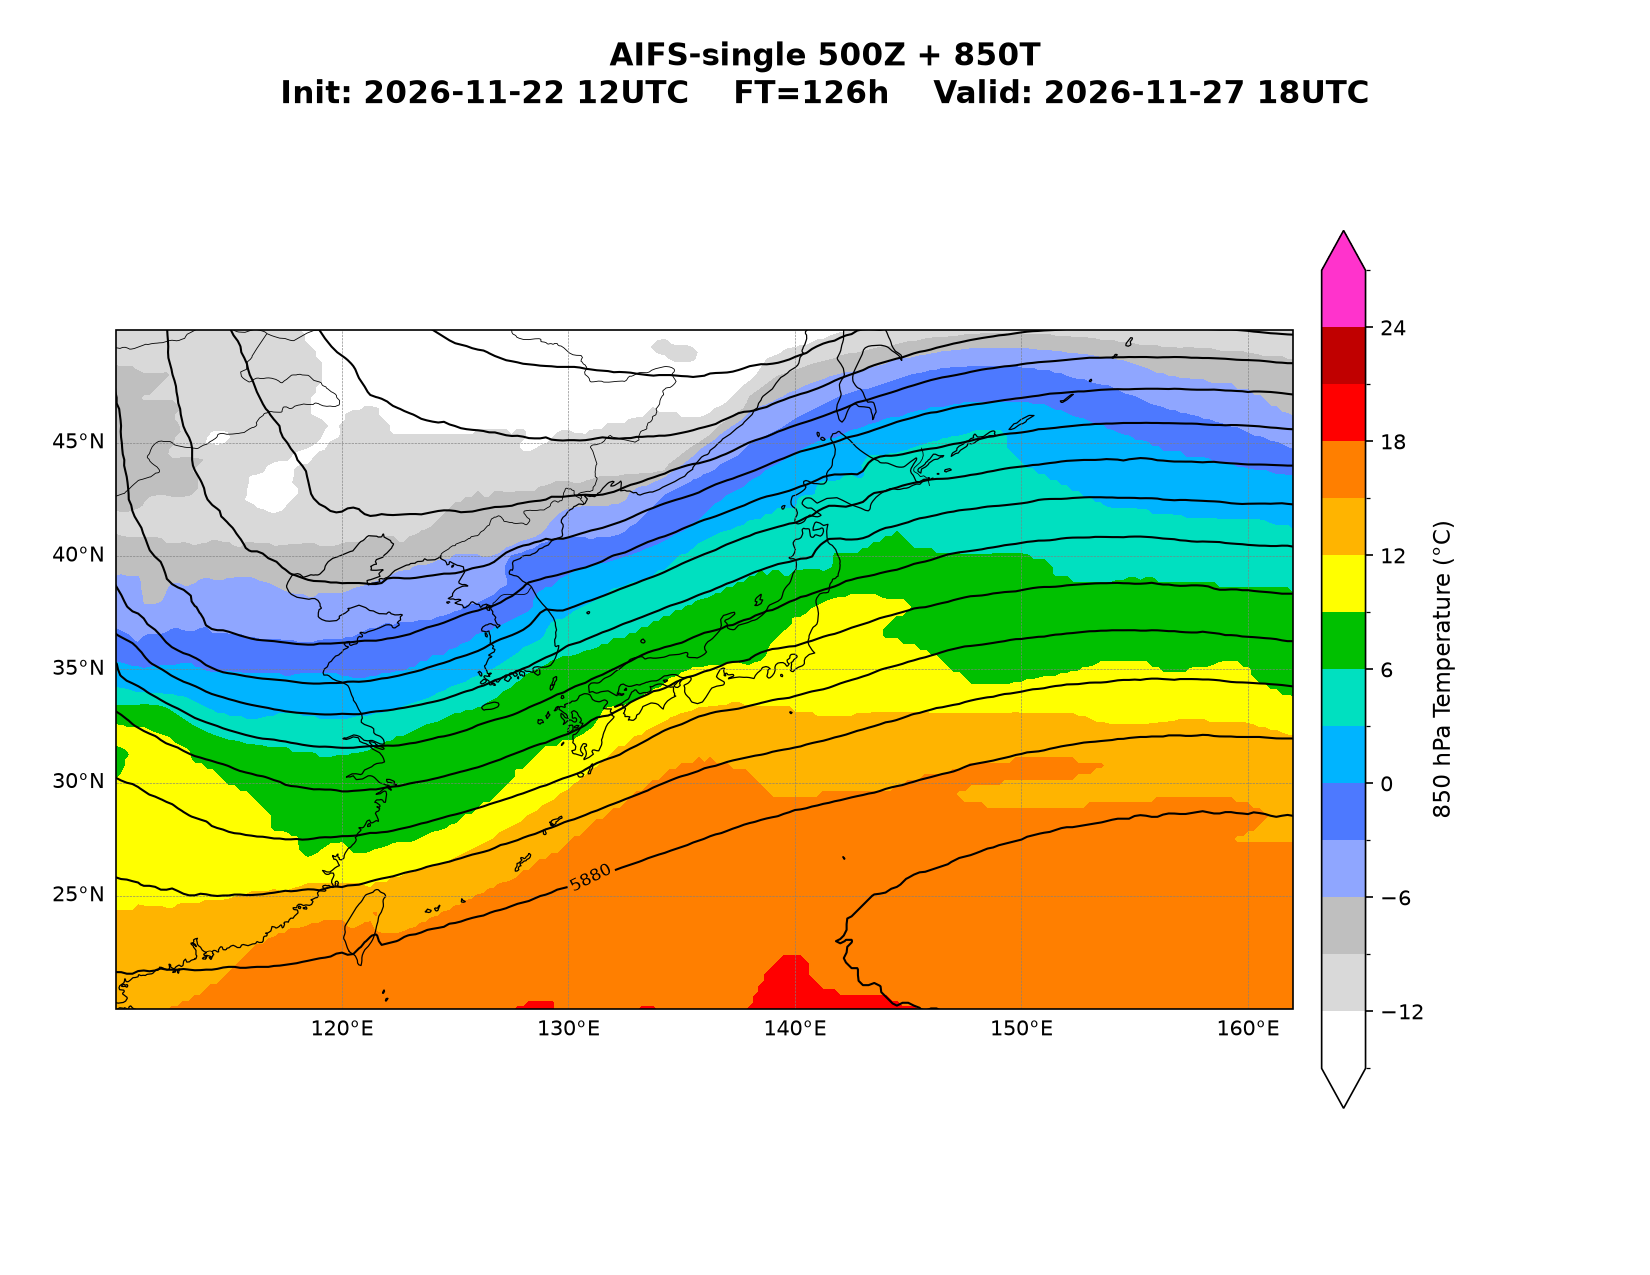 AIFS-single 500Z + 850T
Init: 2026-11-22 12UTC    FT=126h    Valid: 2026-11-27 18UTC
45°N
40°N
35°N
30°N
25°N
120°E
130°E
140°E
150°E
160°E
5880
24
18
12
6
0
−6
−12
850 hPa Temperature (°C)